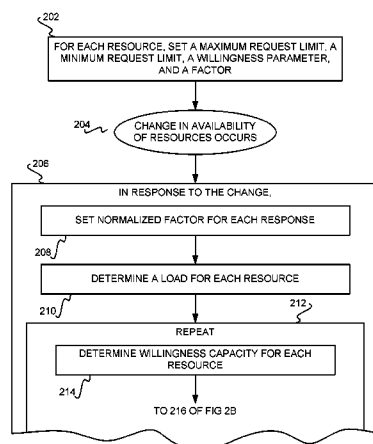 202
FOR EACH RESOURCE, SET A MAXIMUM REQUEST LIMIT, A
MINIMUM REQUEST LIMIT, A WILLINGNESS PARAMETER,
AND A FACTOR
204
CHANGE IN AVAILABILITY
OF RESOURCES OCCURS
206
IN RESPONSE TO THE CHANGE,
SET NORMALIZED FACTOR FOR EACH RESPONSE
208
DETERMINE A LOAD FOR EACH RESOURCE
210
212
REPEAT
DETERMINE WILLINGNESS CAPACITY FOR EACH
RESOURCE
214
TO 216 OF FIG 2B